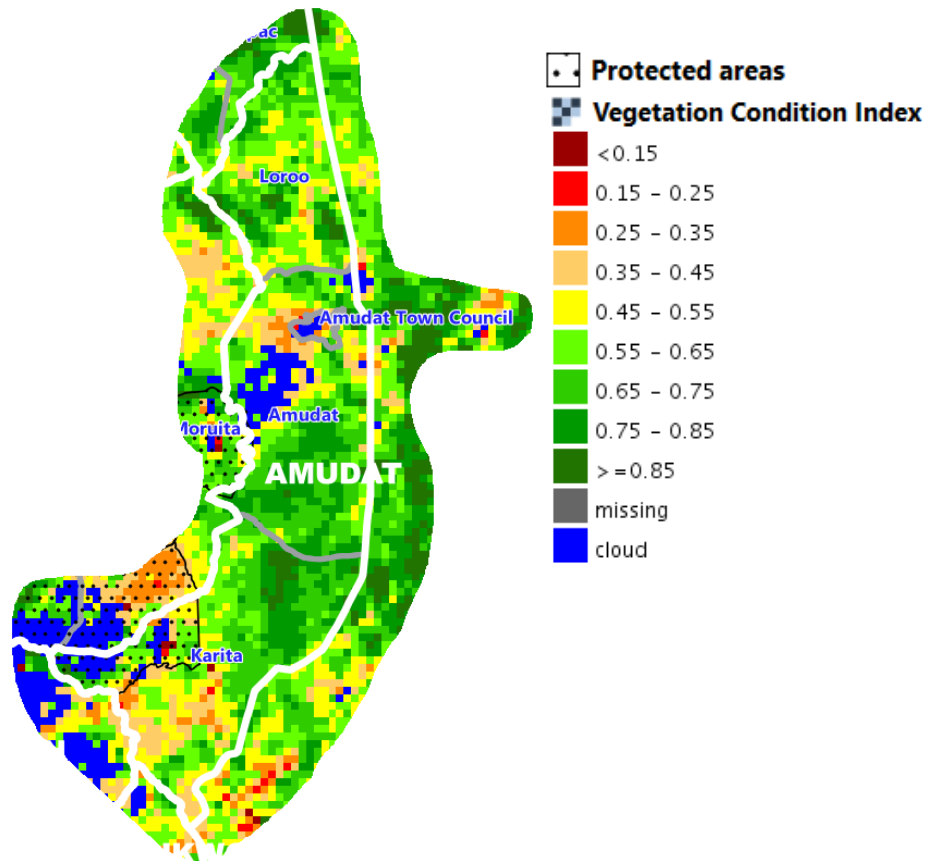 Loroo
Amudat Town Council
Amudat
Moruita
AMUDAT
Karita
Protected areas
Vegetation Condition Index
<0.15
0.15 – 0.25
0.25 – 0.35
0.35 – 0.45
0.45 – 0.55
0.55 – 0.65
0.65 – 0.75
0.75 – 0.85
>=0.85
missing
cloud